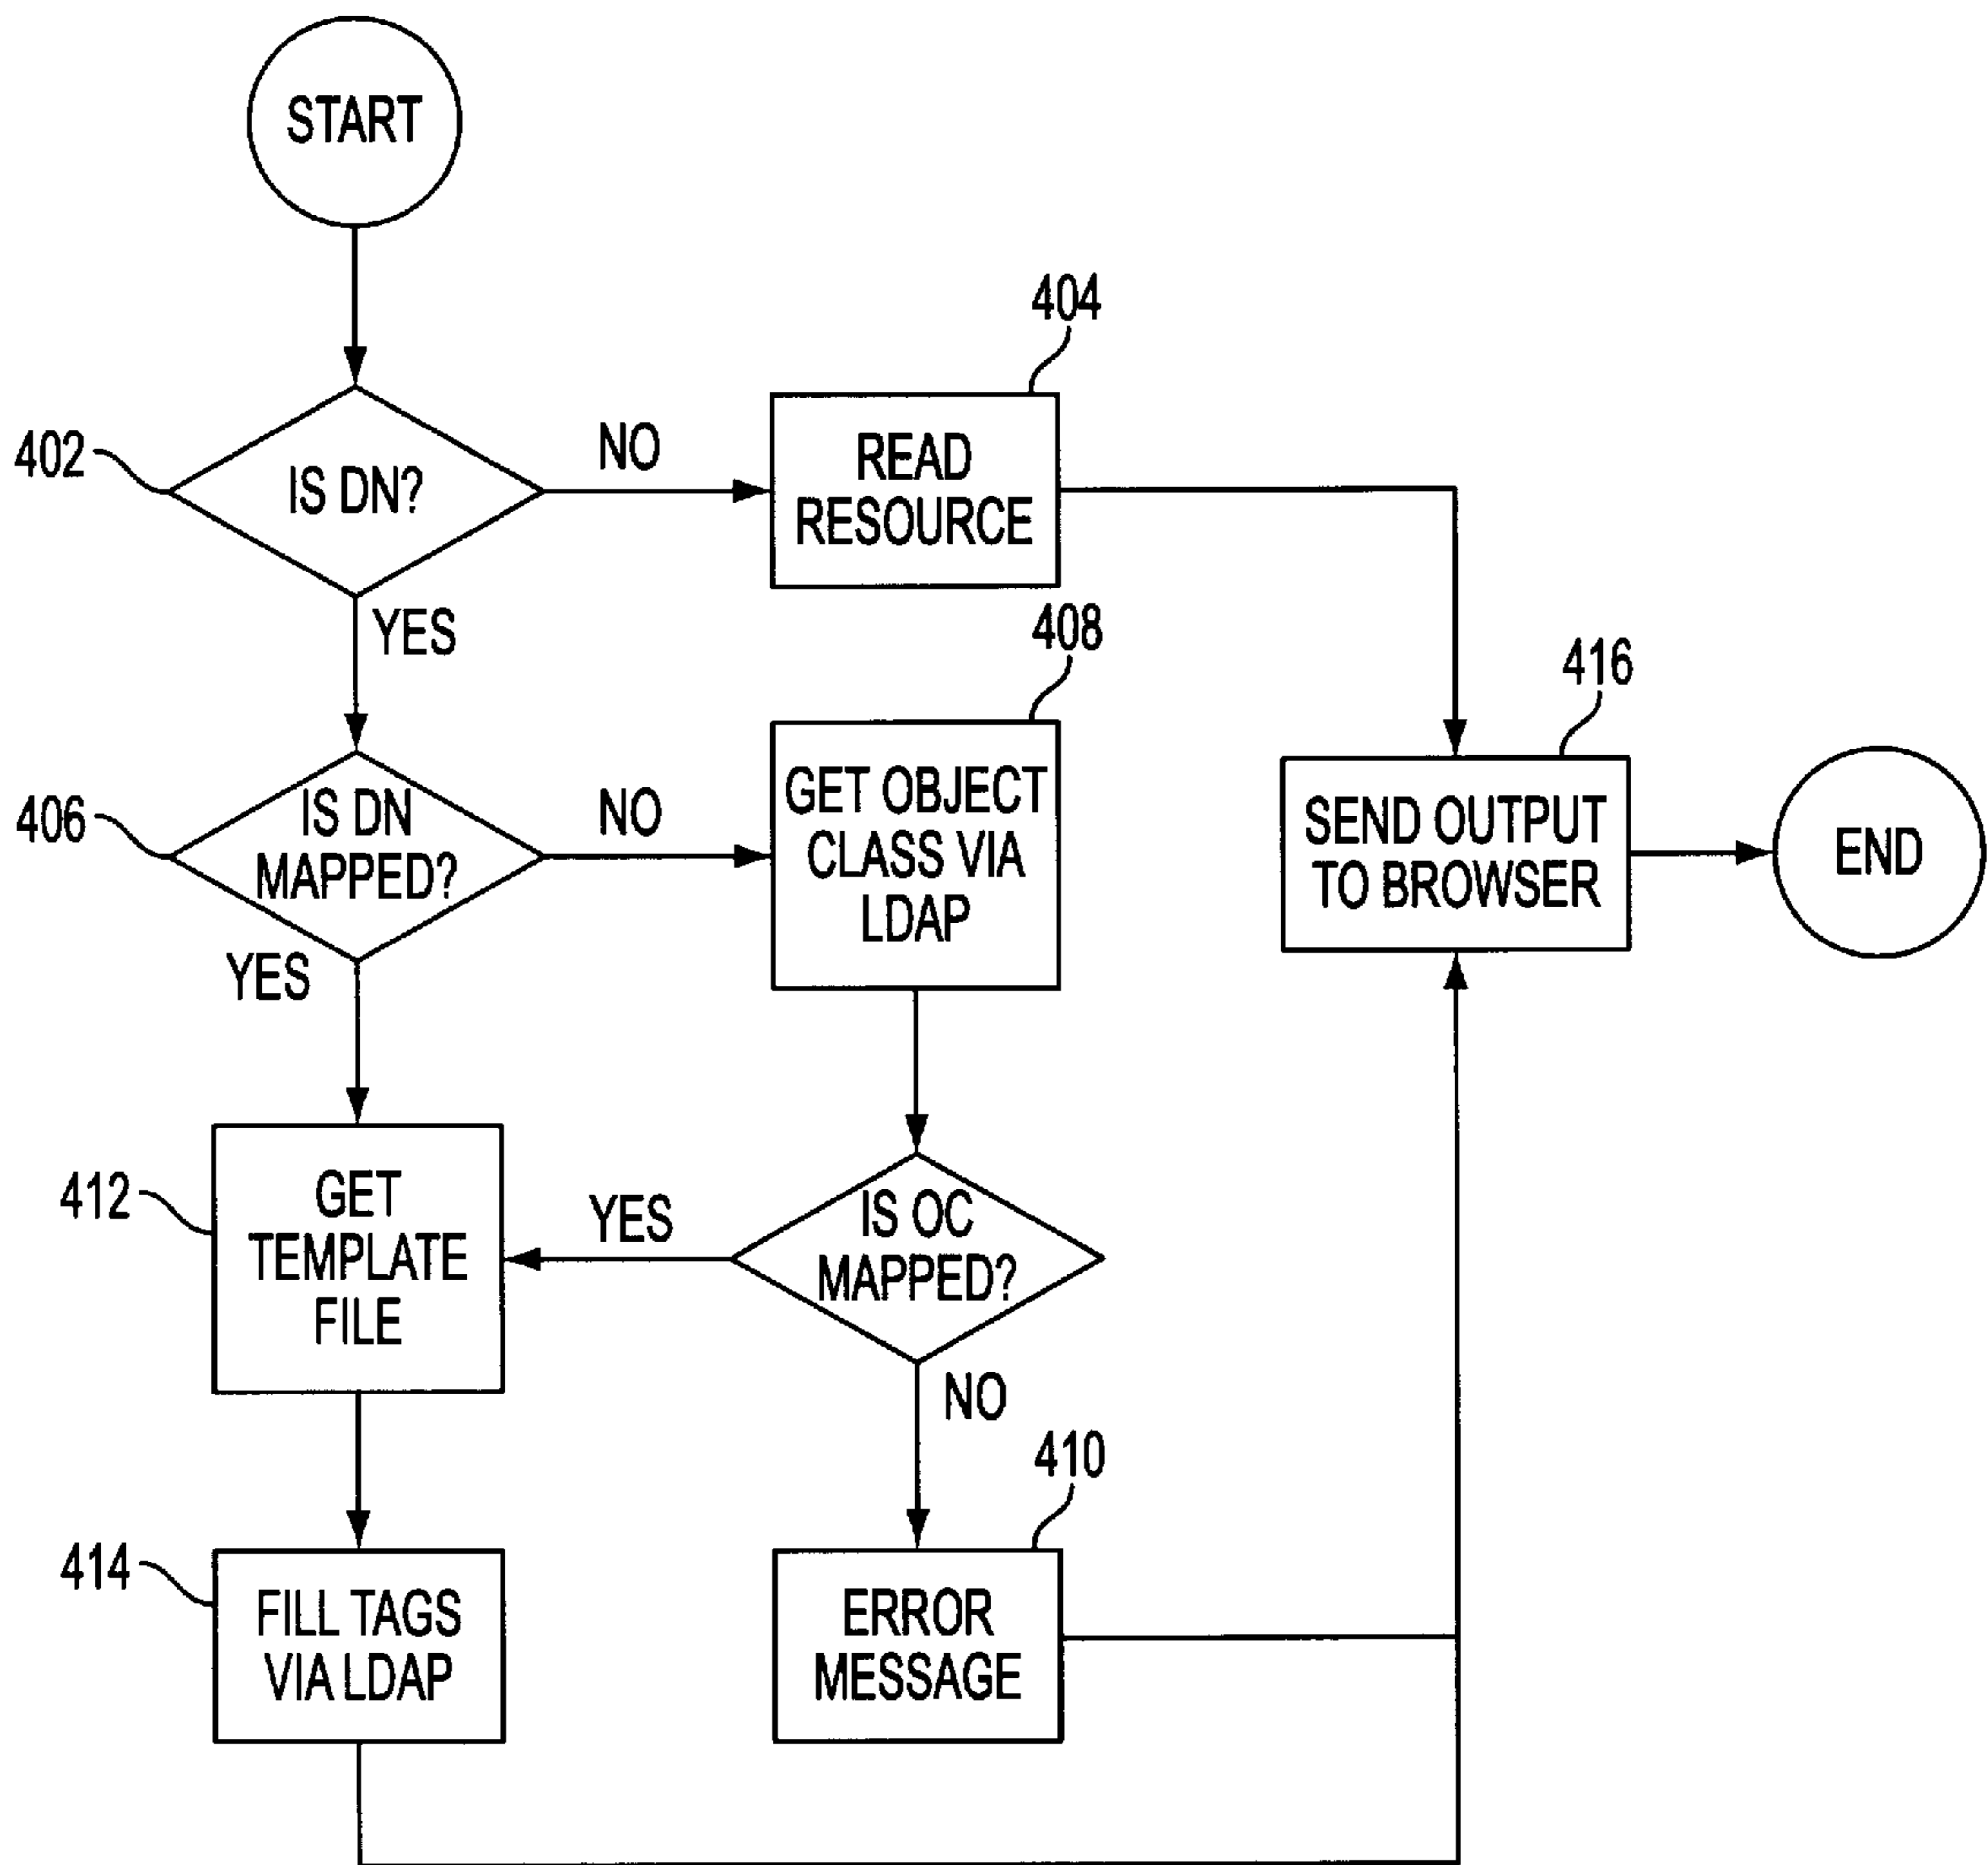 START
404
402
IS DN?
NO
READ
RESOURCE
YES
408
416
406
IS DN
MAPPED?
NO
GET OBJECT
CLASS VIA
LDAP
SEND OUTPUT
TO BROWSER
END
YES
412
GET
TEMPLATE
FILE
YES
IS OC
MAPPED?
NO
410
414
FILL TAGS
VIA LDAP
ERROR
MESSAGE